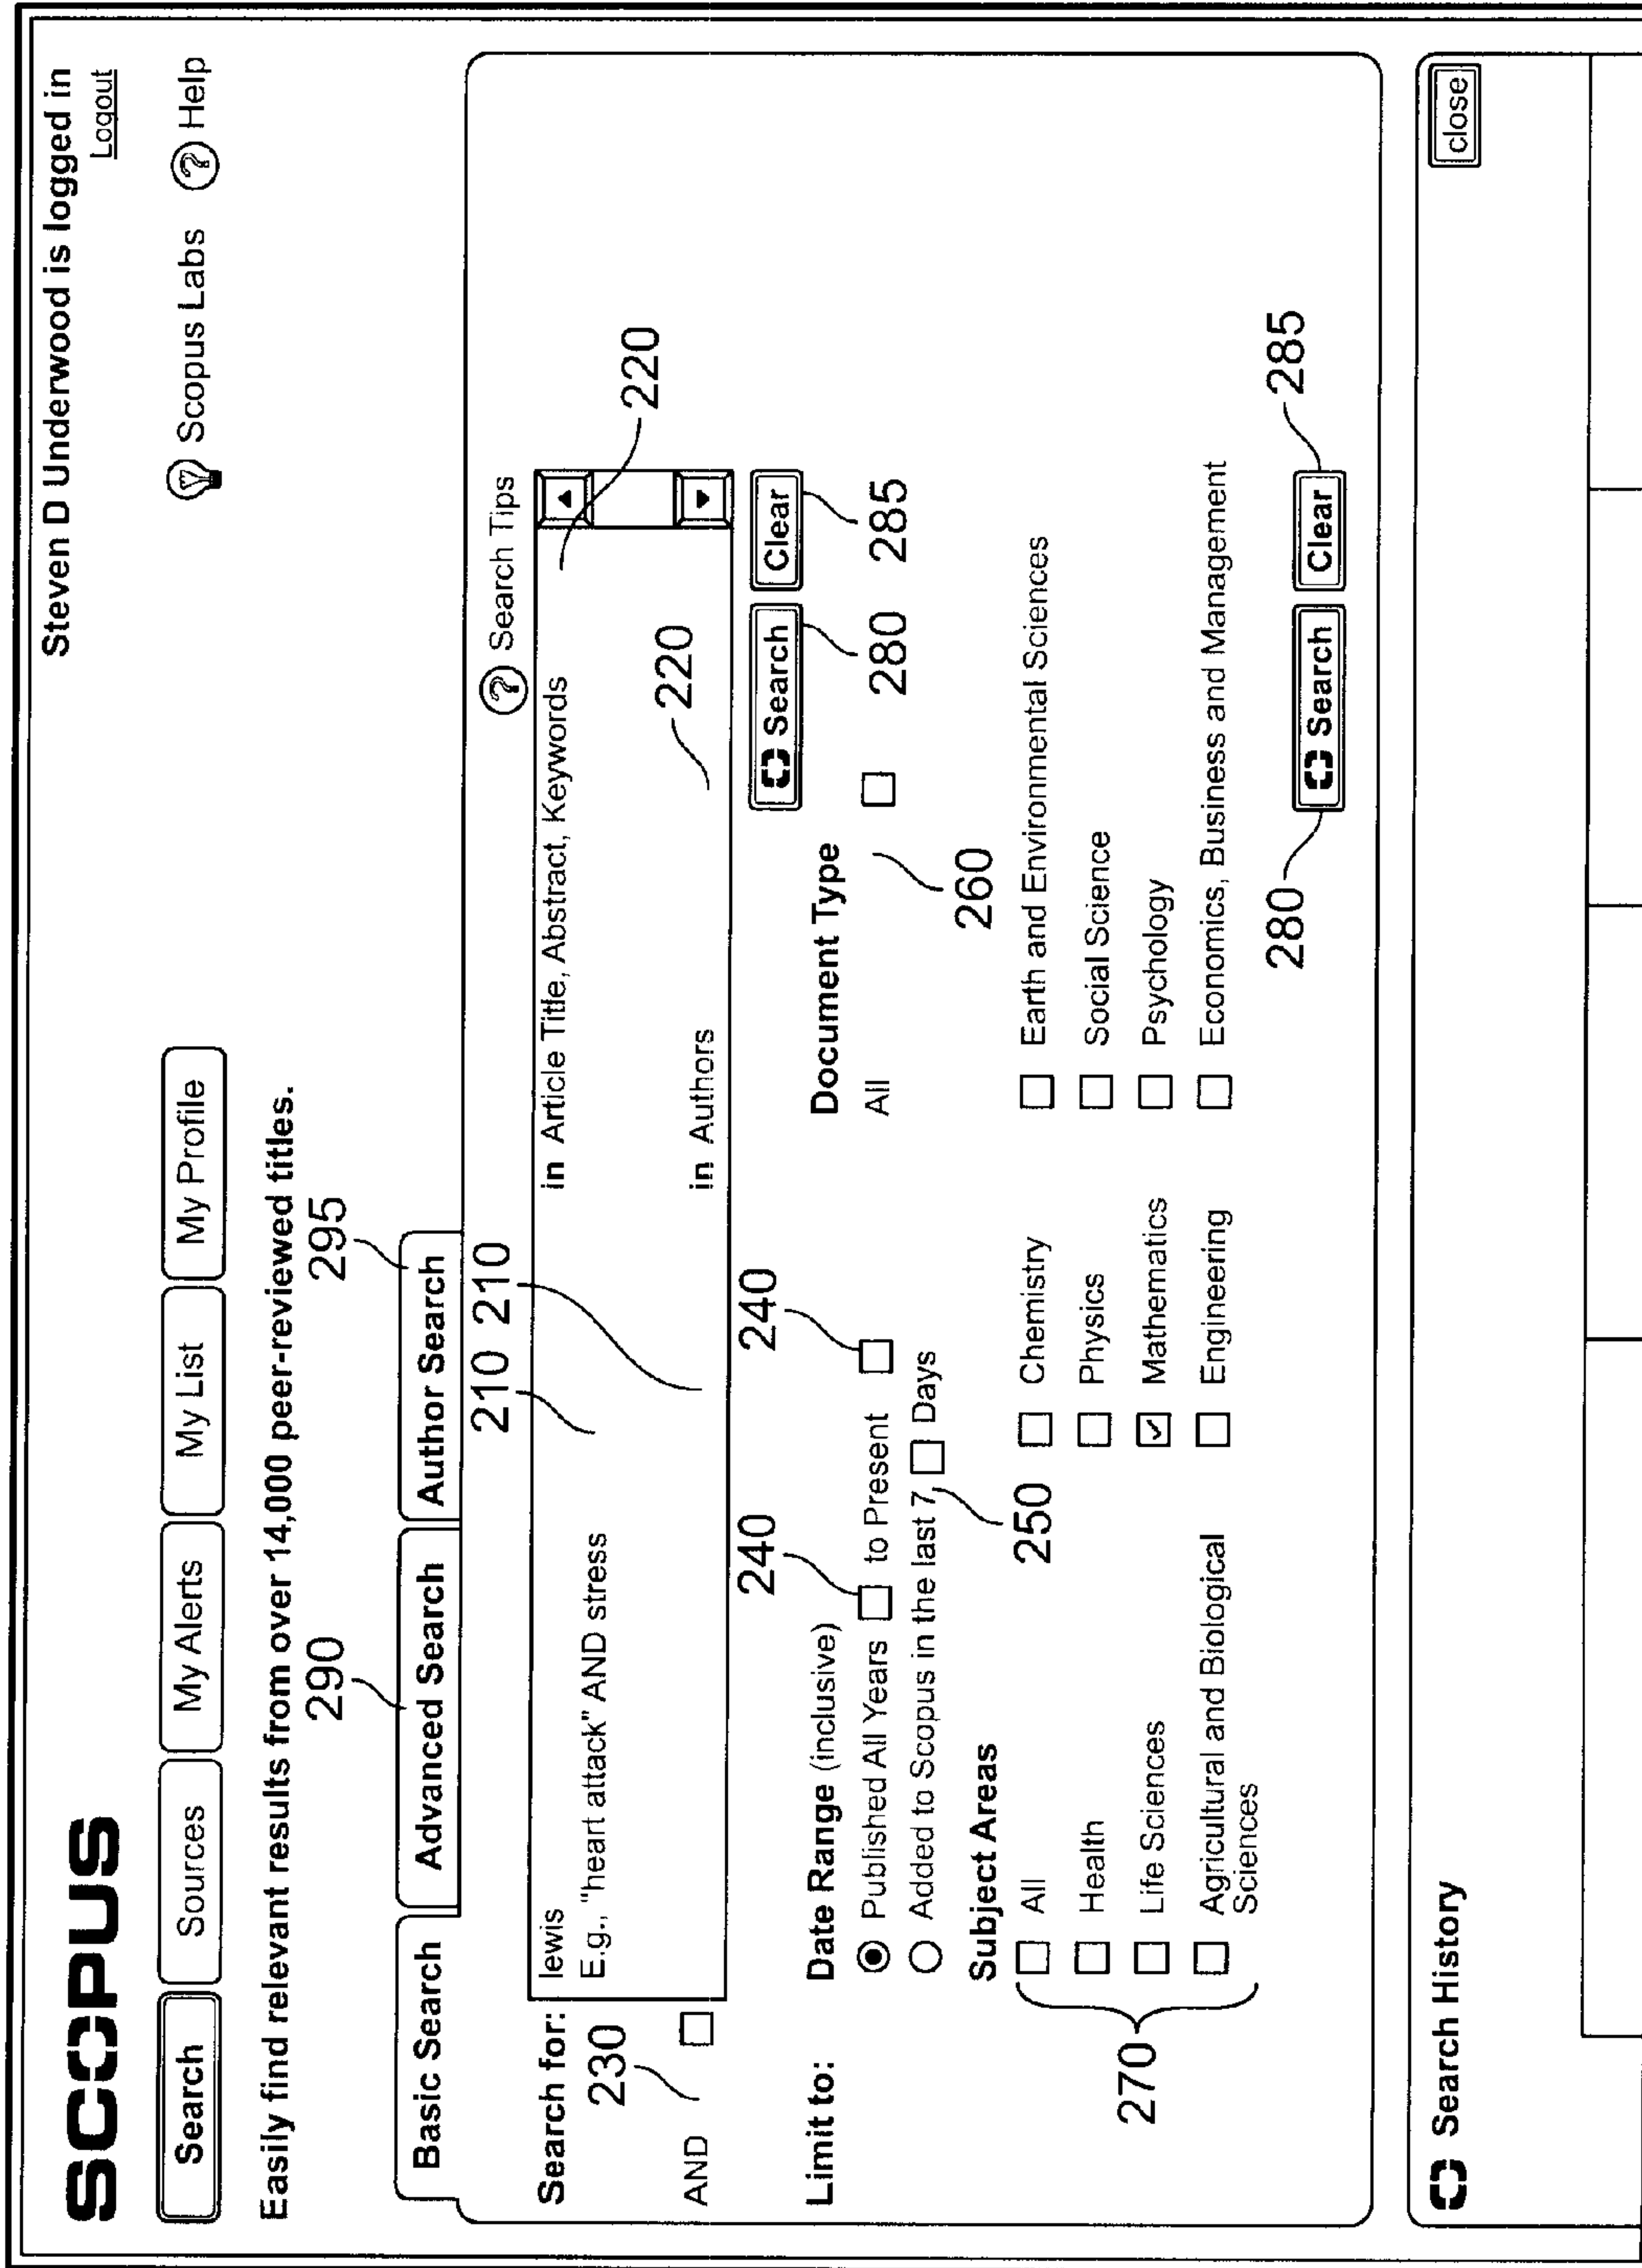 Steven D Underwood is logged in
Logout
SCOPUS
Search Sources My Alerts My List My Profile Scopus Labs ? Help
Easily find relevant results from over 14,000 peer-reviewed titles.
290 295
Basic Search Advanced Search Author Search
210 210
? Search Tips
Search for: lewis in Article Title, Abstract, Keywords
E.g., "heart attack" AND stress
230 220 220
AND in Authors
240 240
Search Clear
280 285
Limit to: Date Range (inclusive) Document Type
Published All Years to Present All
Added to Scopus in the last 7 Days
250 260
Subject Areas
All Chemistry Earth and Environmental Sciences
Health Physics Social Science
Life Sciences Mathematics Psychology
Agricultural and Biological Engineering Economics, Business and Management
Sciences
270
280 285
Search Clear
Search History close